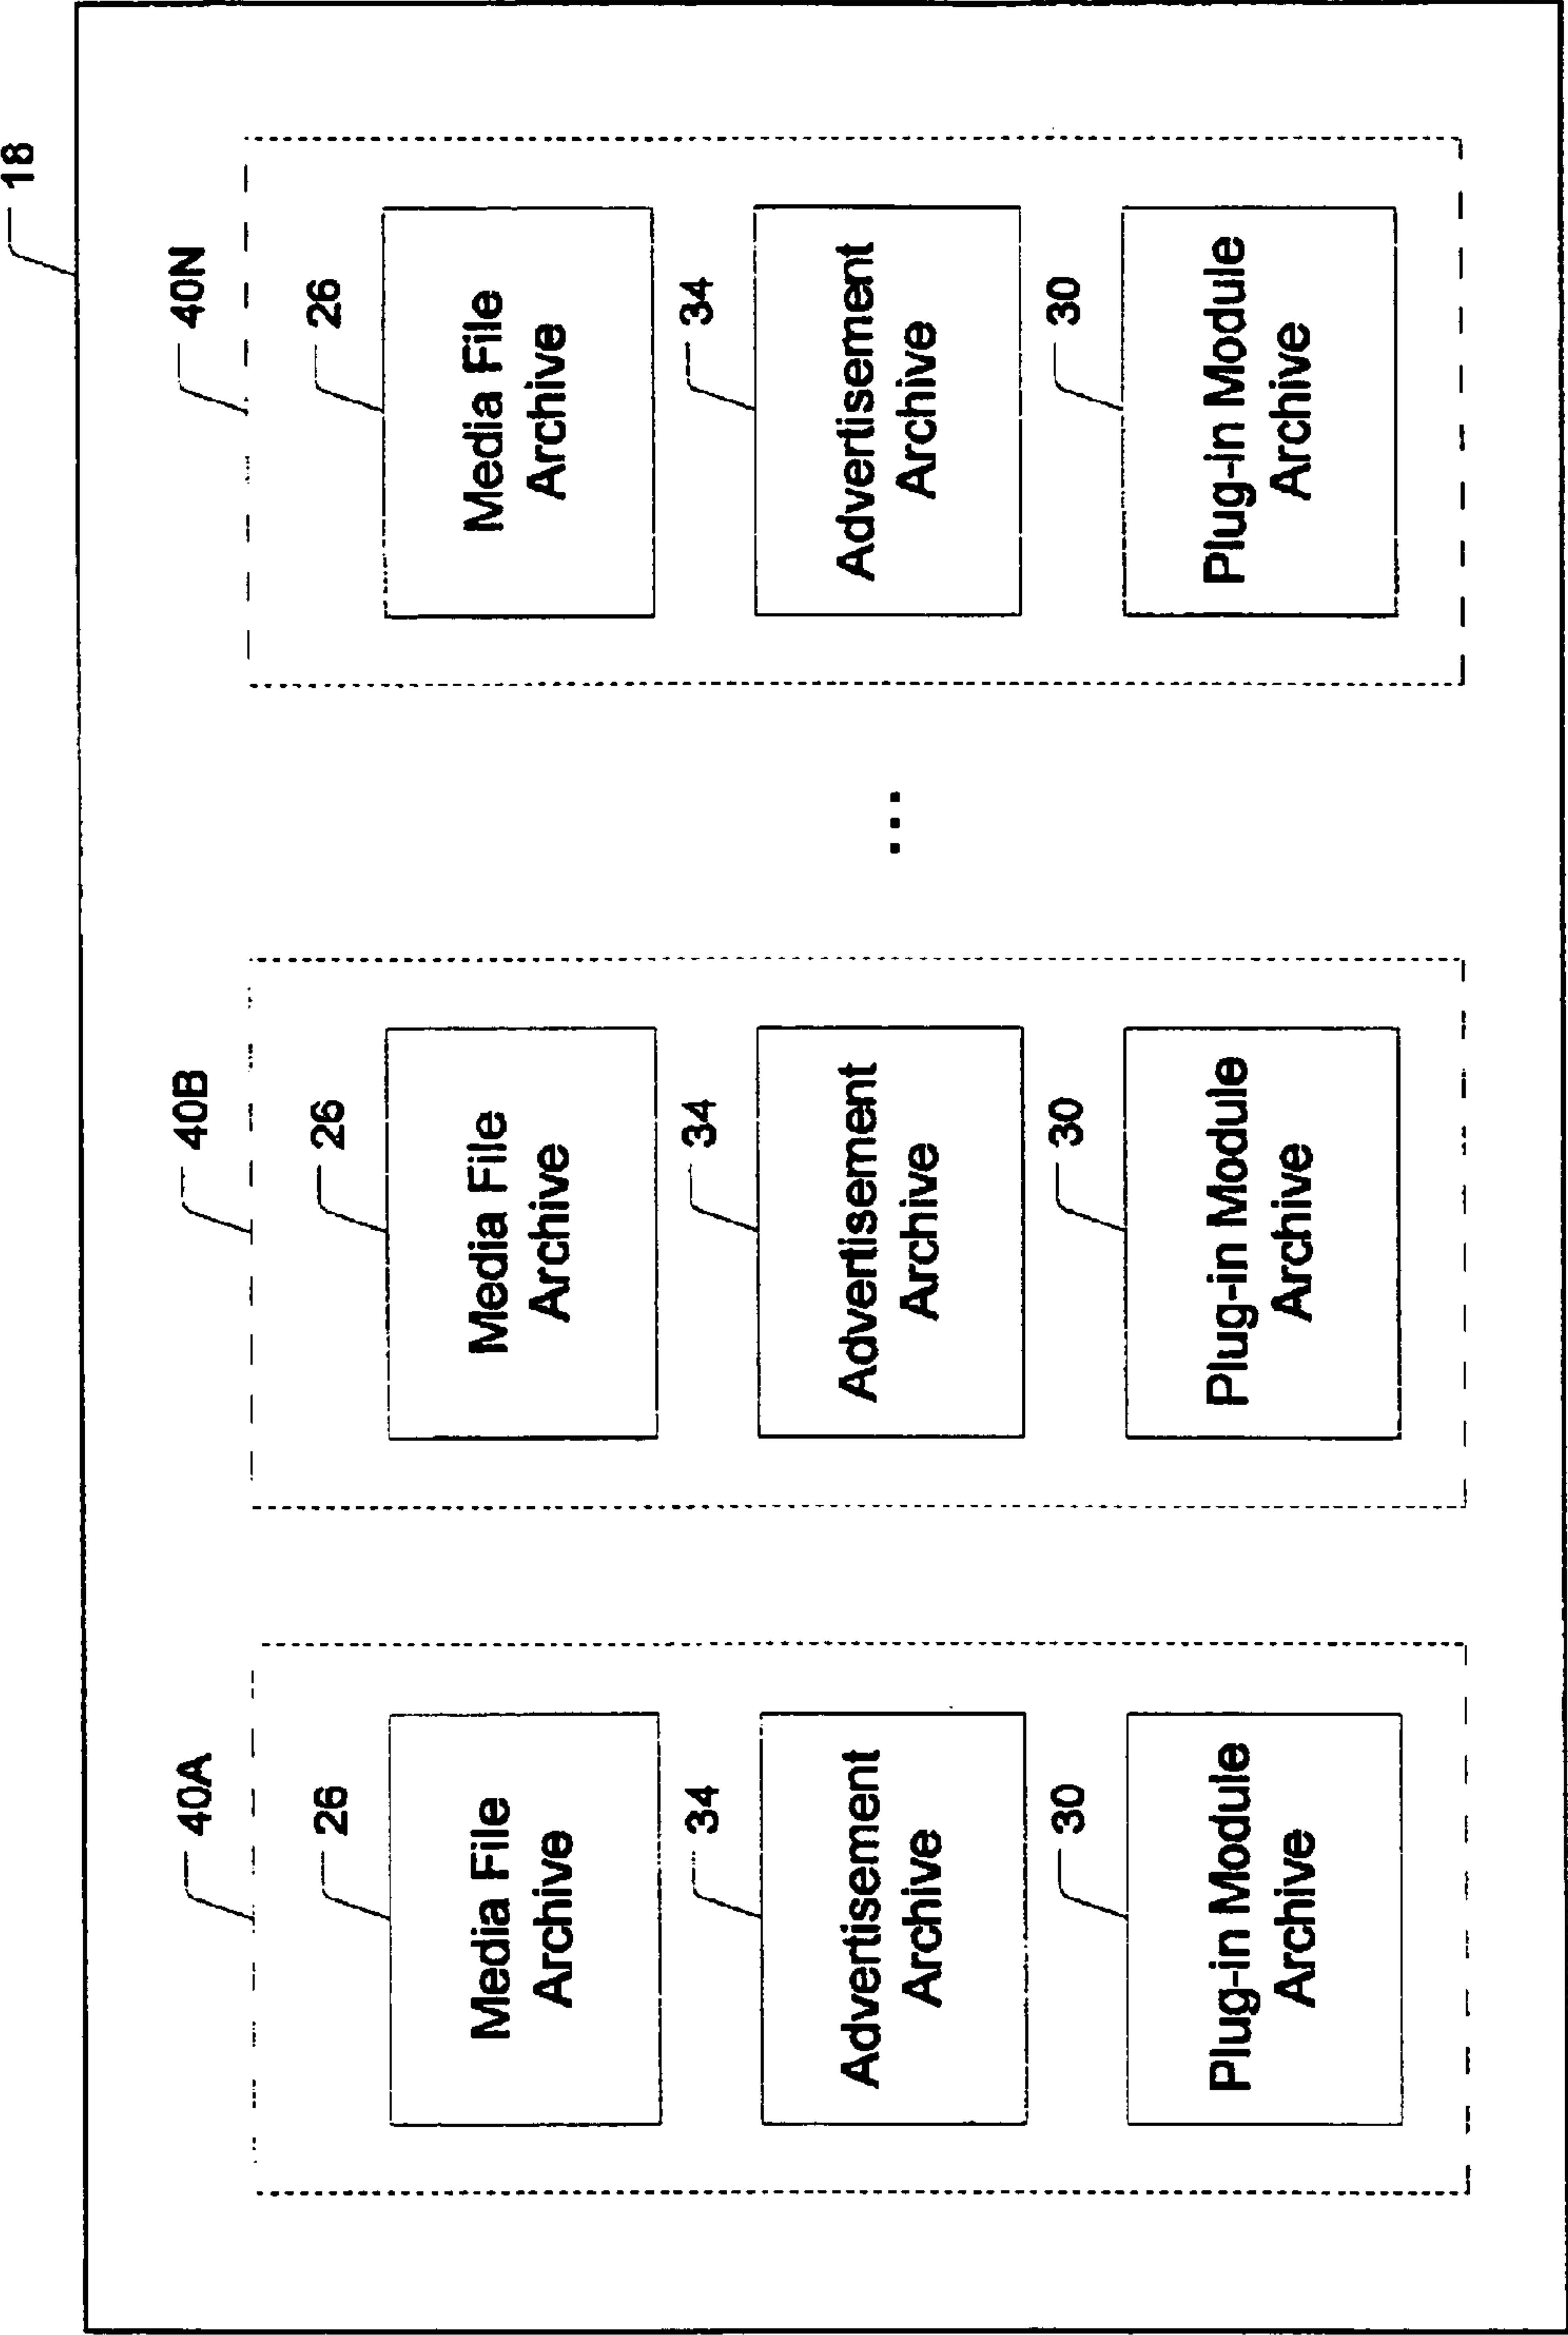 18
40A
40B
40N
26
Media File
Archive
34
Advertisement
Archive
30
Plug-in Module
Archive
26
Media File
Archive
34
Advertisement
Archive
30
Plug-in Module
Archive
...
26
Media File
Archive
34
Advertisement
Archive
30
Plug-in Module
Archive